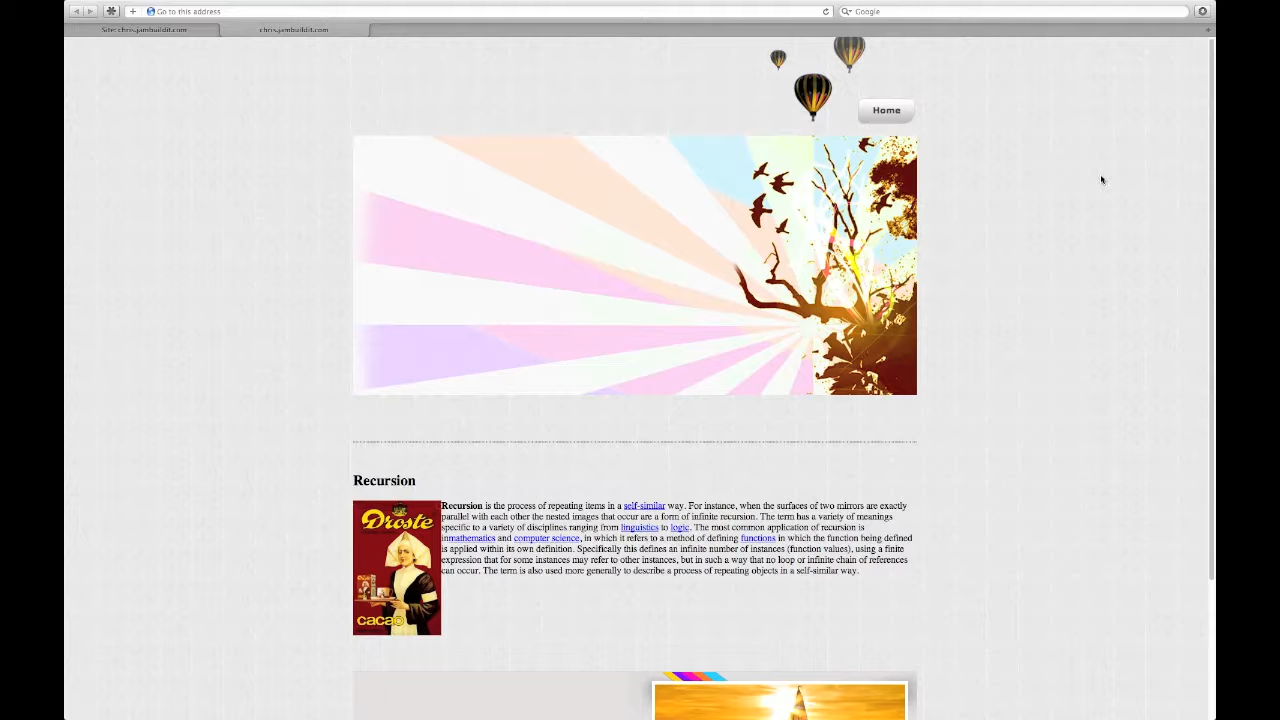 Go to this address
Google
Site: chris.jambuildit.com
chris.jambuildit.com
Home
Recursion
Recursion is the process of repeating items in a self-similar way. For instance, when the surfaces of two mirrors are exactly
parallel with each other the nested images that occur are a form of infinite recursion. The term has a variety of meanings
specific to a variety of disciplines ranging from linguistics to logic. The most common application of recursion is
inmathematics and computer science, in which it refers to a method of defining functions in which the function being defined
is applied within its own definition. Specifically this defines an infinite number of instances (function values), using a finite
expression that for some instances may refer to other instances, but in such a way that no loop or infinite chain of references
can occur. The term is also used more generally to describe a process of repeating objects in a self-similar way.
Droste
cacao